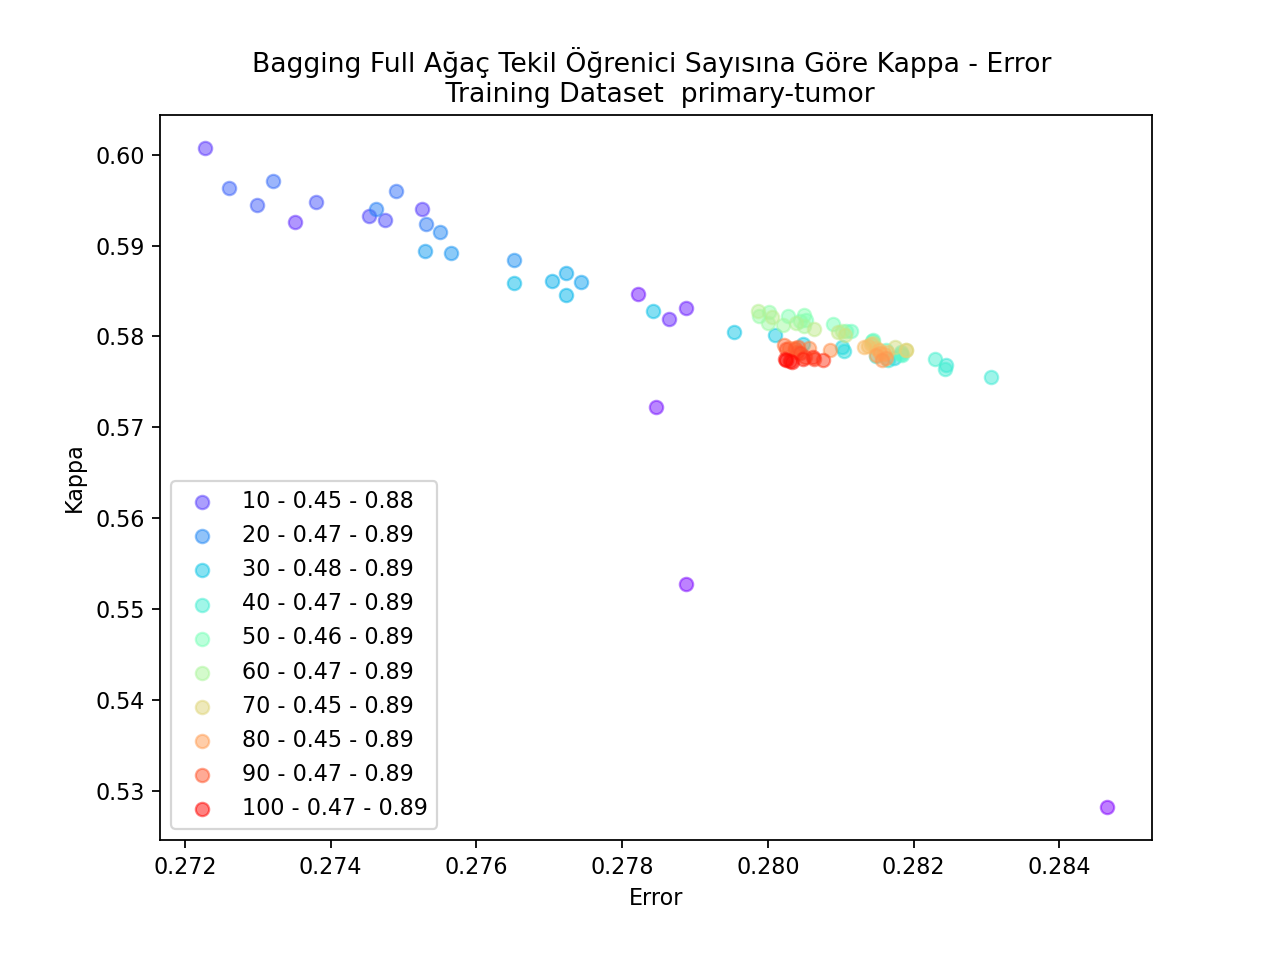 Bagging Full Ağaç Tekil Öğrenici Sayısına Göre Kappa - Error
Training Dataset  primary-tumor
Kappa
0.60
0.59
0.58
0.57
0.56
0.55
0.54
0.53
10 - 0.45 - 0.88
20 - 0.47 - 0.89
30 - 0.48 - 0.89
40 - 0.47 - 0.89
50 - 0.46 - 0.89
60 - 0.47 - 0.89
70 - 0.45 - 0.89
80 - 0.45 - 0.89
90 - 0.47 - 0.89
100 - 0.47 - 0.89
0.272 0.274 0.276 0.278 0.280 0.282 0.284
Error